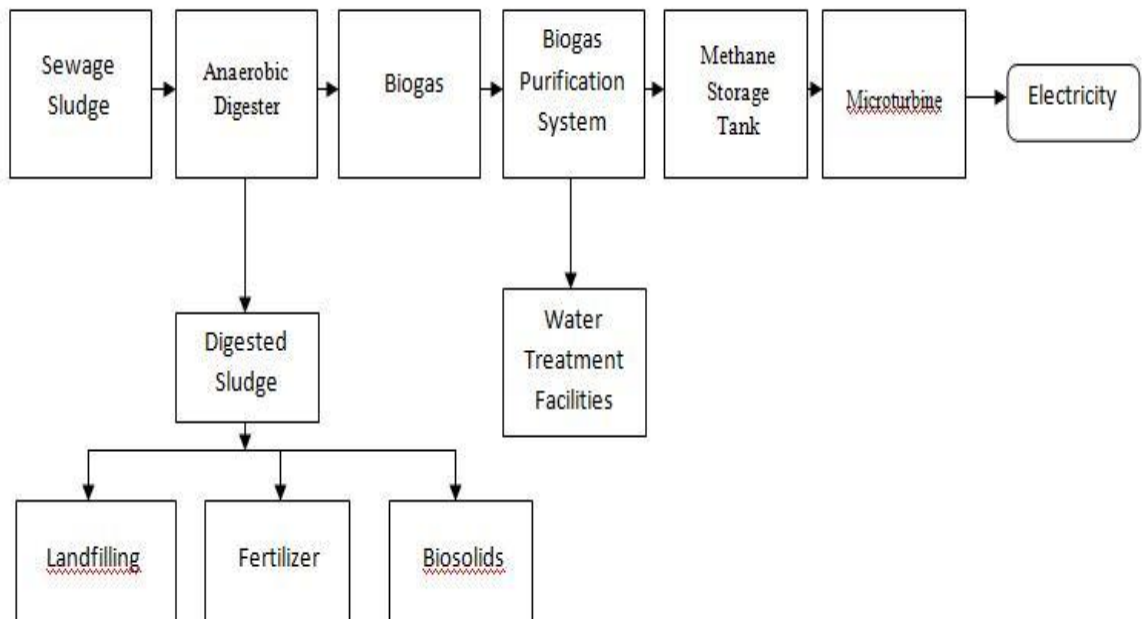 Sewage
Sludge
Anaerobic
Digester
Biogas
Biogas
Purification
System
Methane
Storage
Tank
Microturbine
Electricity
Digested
Sludge
Water
Treatment
Facilities
Landfilling
Fertilizer
Biosolids